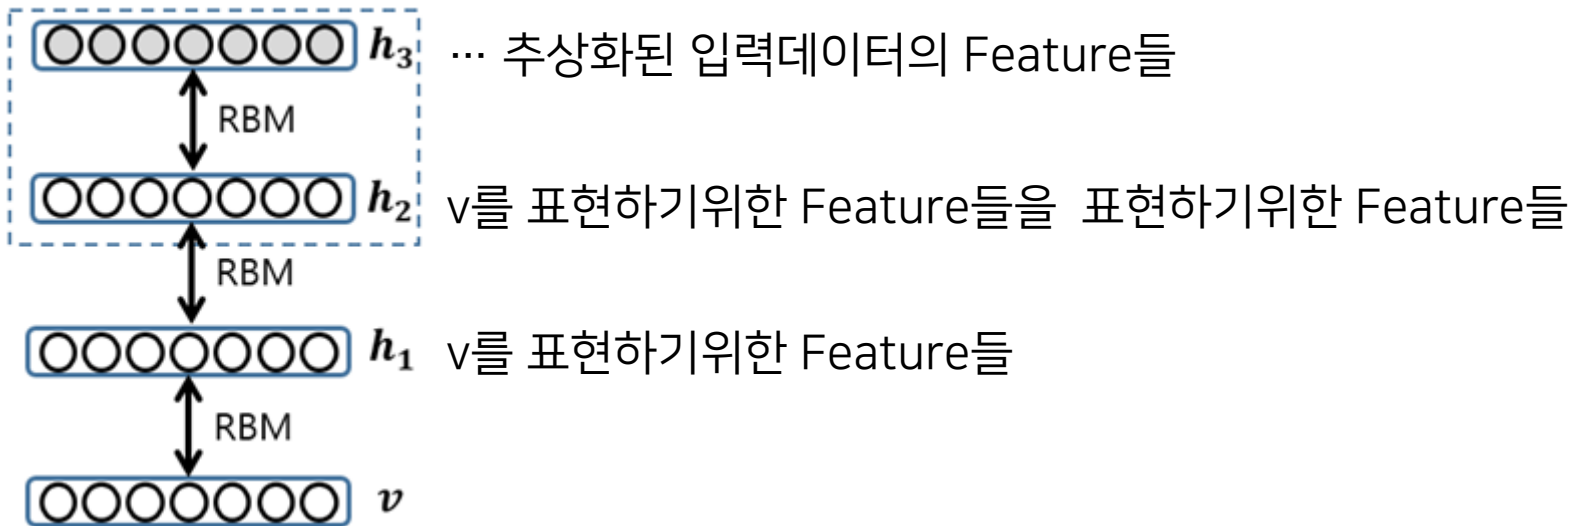 h₃ … 추상화된 입력데이터의 Feature들
RBM
h₂ v를 표현하기위한 Feature들을 표현하기위한 Feature들
RBM
h₁ v를 표현하기위한 Feature들
RBM
v